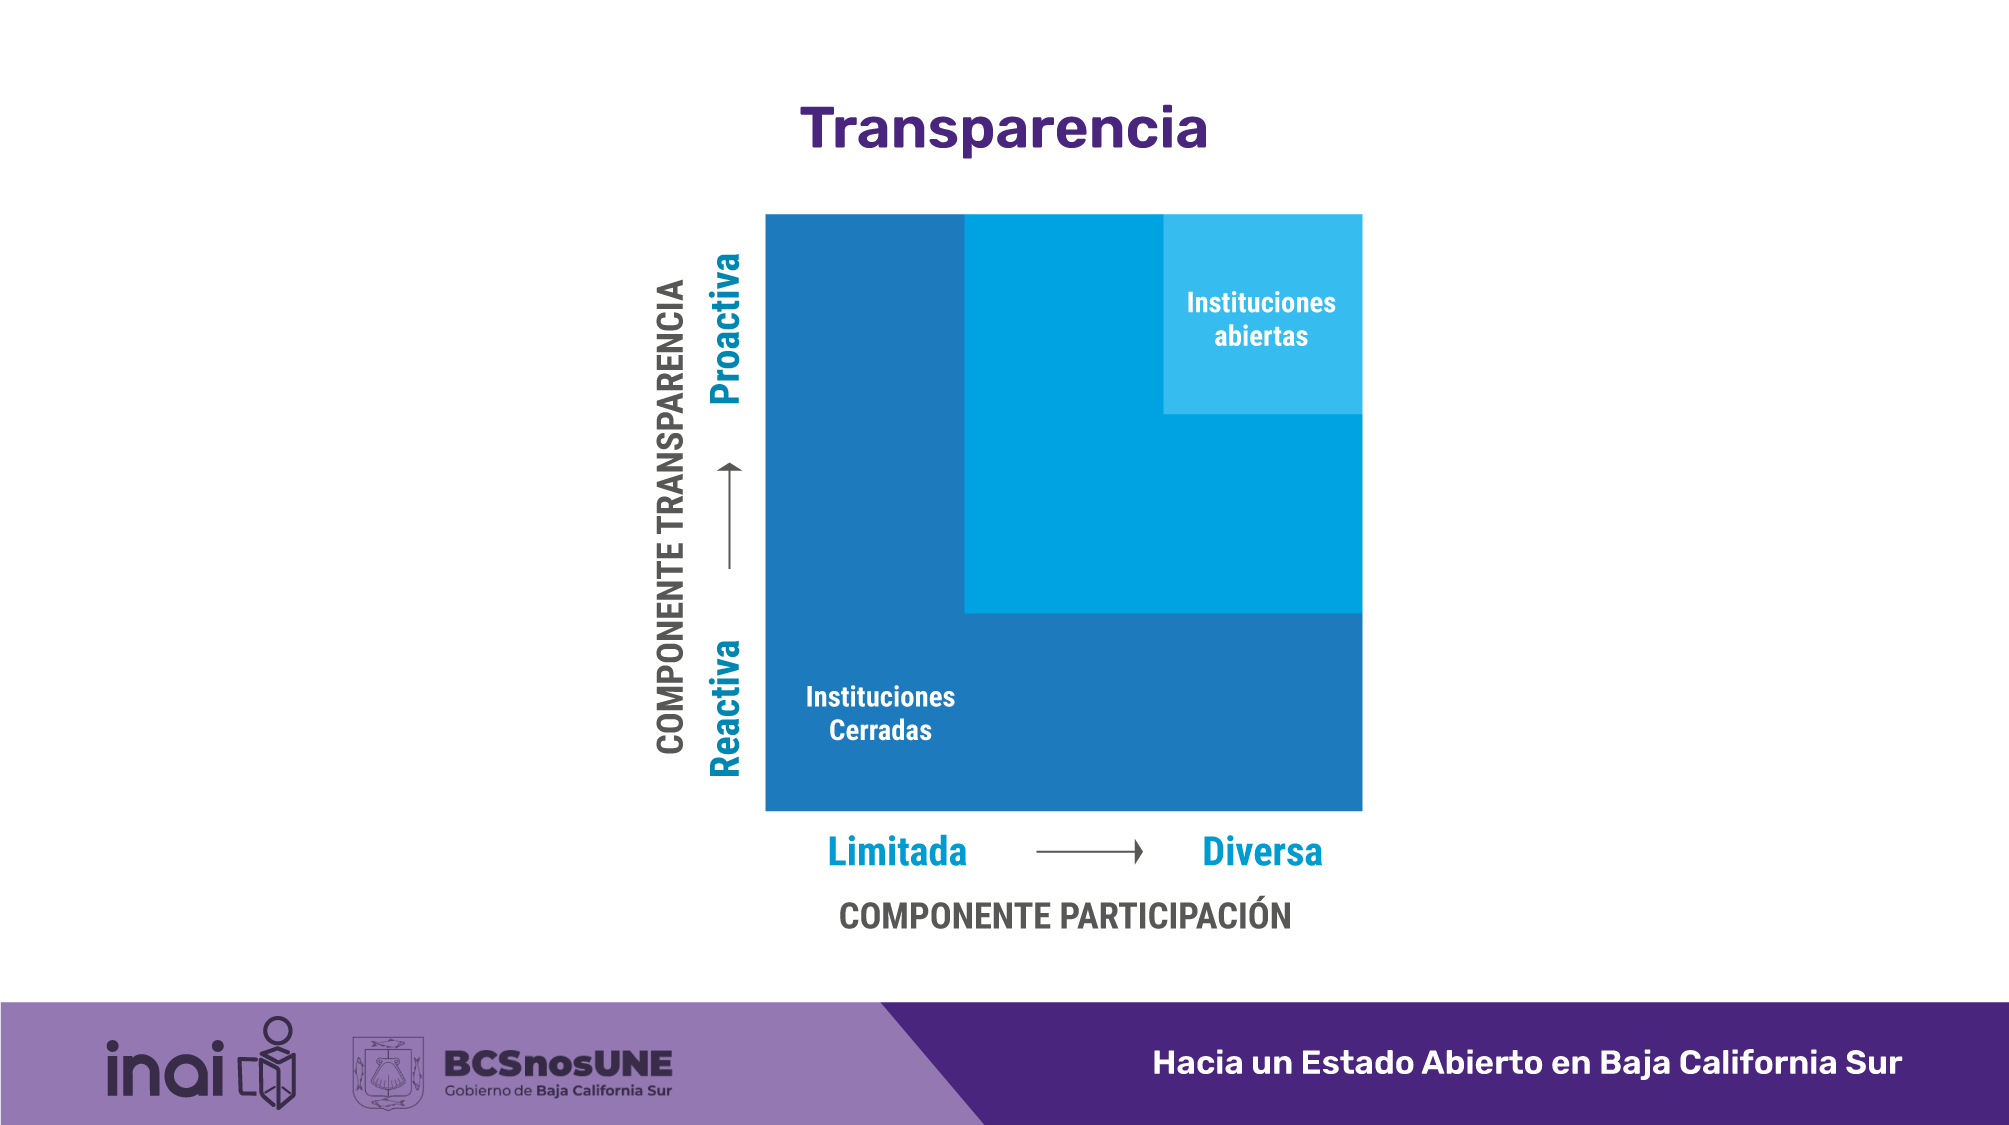 Transparencia
COMPONENTE TRANSPARENCIA
Proactiva
Reactiva
Instituciones
abiertas
Instituciones
Cerradas
Limitada
Diversa
COMPONENTE PARTICIPACIÓN
inai
BCSnosUNE
Gobierno de Baja California Sur
Hacia un Estado Abierto en Baja California Sur